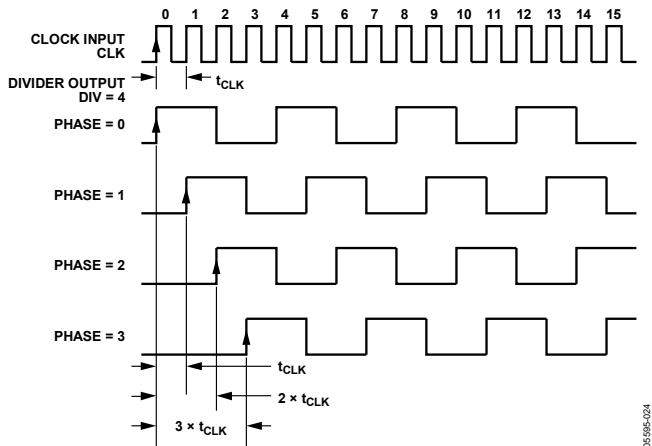 0 1 2 3 4 5 6 7 8 9 10 11 12 13 14 15
CLOCK INPUT
CLK
DIVIDER OUTPUT
DIV = 4
tCLK
PHASE = 0
PHASE = 1
PHASE = 2
PHASE = 3
tCLK
2 × tCLK
3 × tCLK
05595-024